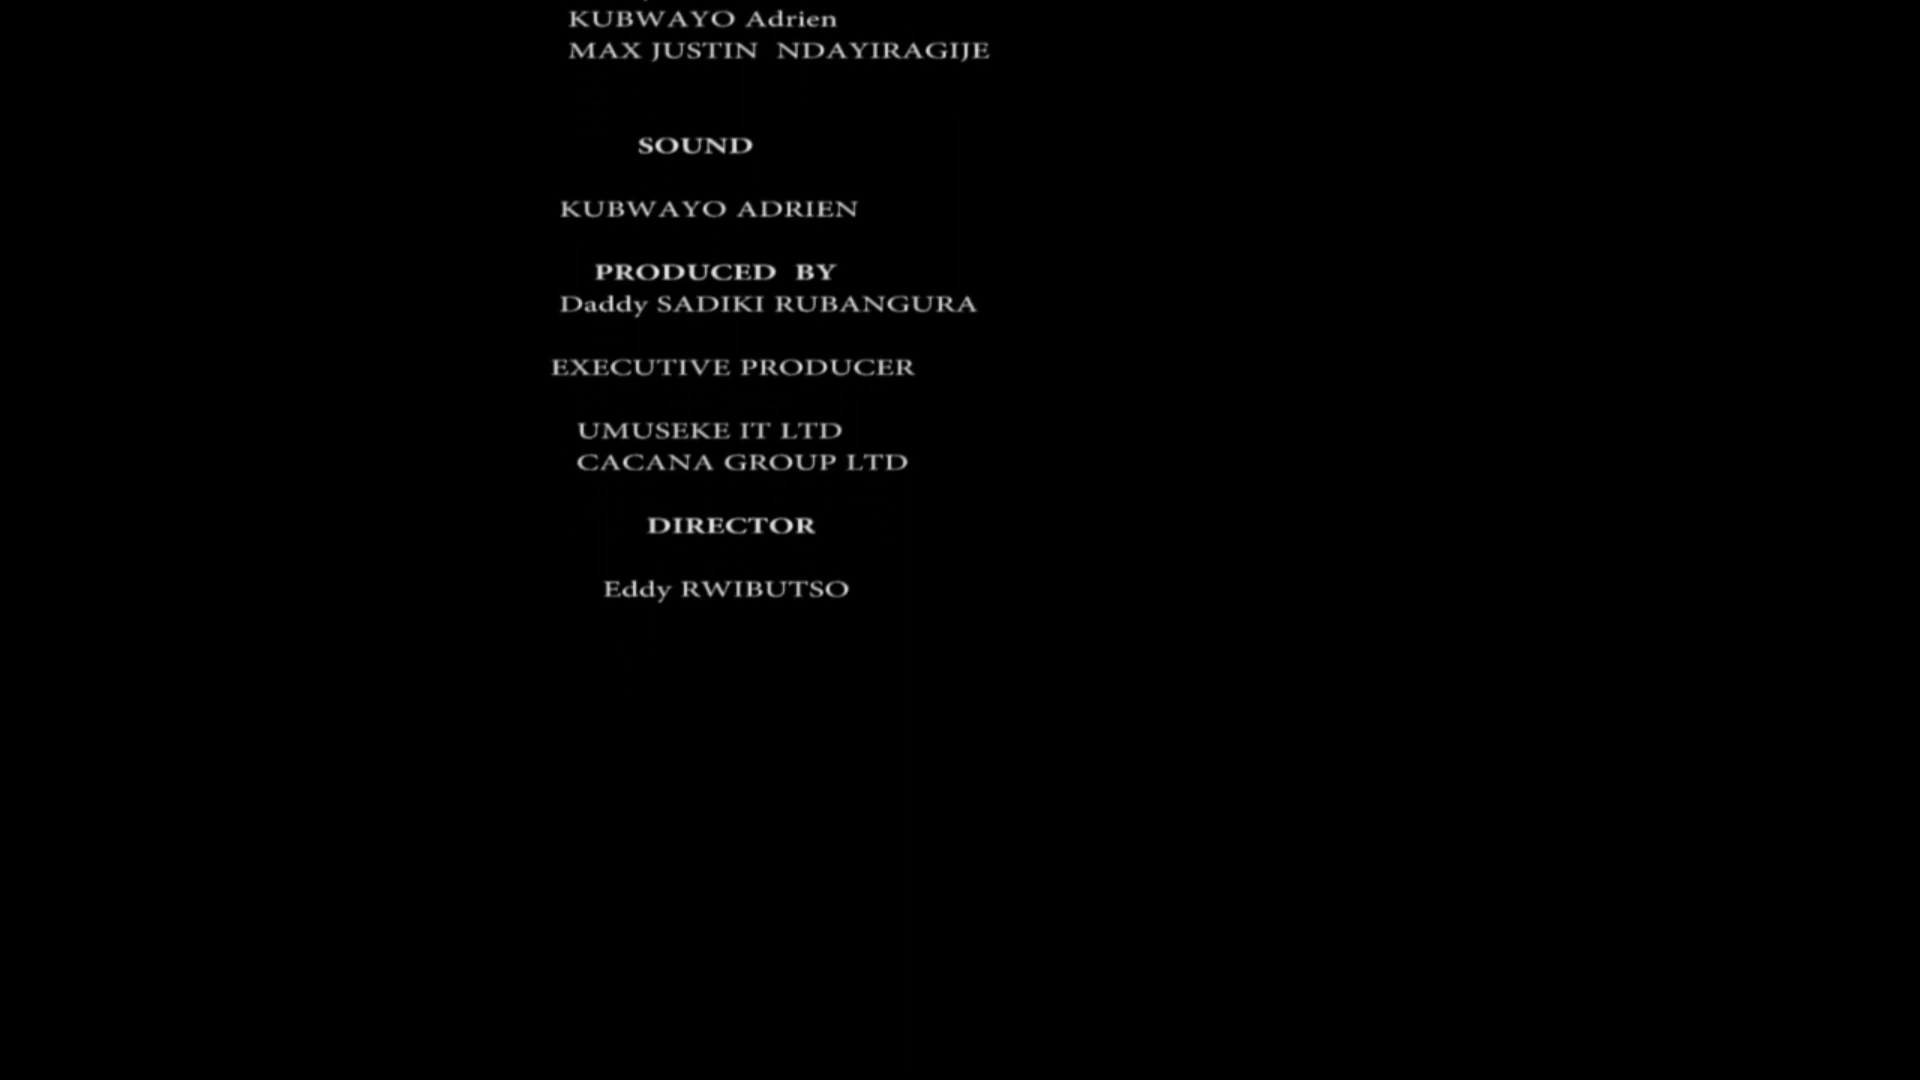 KUBWAYO Adrien
MAX JUSTIN NDAYIRAGIJE
SOUND
KUBWAYO ADRIEN
PRODUCED BY
Daddy SADIKI RUBANGURA
EXECUTIVE PRODUCER
UMUSEKE IT LTD
CACANA GROUP LTD
DIRECTOR
Eddy RWIBUTSO